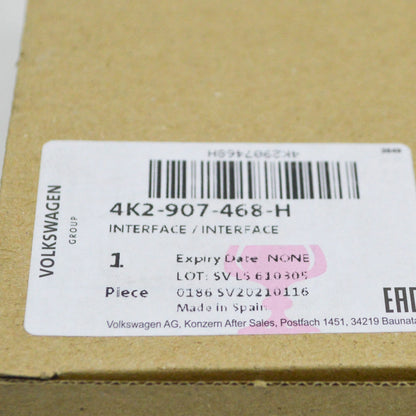 4K2907468H
VOLKSWAGEN
GROUP
4K2-907-468-H
INTERFACE / INTERFACE
1 Expiry Date NONE
LOT: SV LS 610305
Piece 0186 SV20210116
Made in Spain
EAC
Volkswagen AG, Konzern After Sales, Postfach 1451, 34219 Baunata